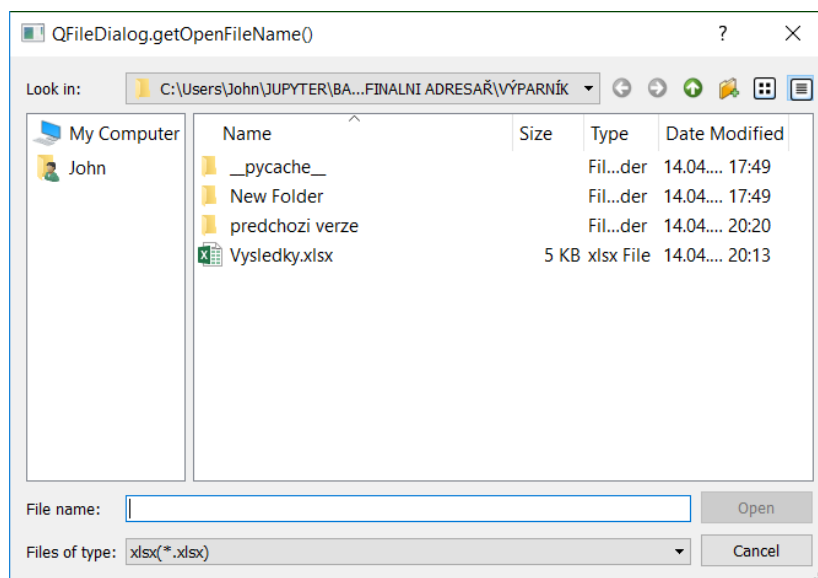 QFileDialog.getOpenFileName() ?
Look in: C:\Users\John\JUPYTER\BA...FINALNI ADRESAŘ\VÝPARNÍK
My Computer
John
Name Size Type Date Modified
__pycache__ Fil...der 14.04.... 17:49
New Folder Fil...der 14.04.... 17:49
predchozi verze Fil...der 14.04.... 20:20
Vysledky.xlsx 5 KB xlsx File 14.04.... 20:13
File name: Open
Files of type: xlsx(*.xlsx) Cancel